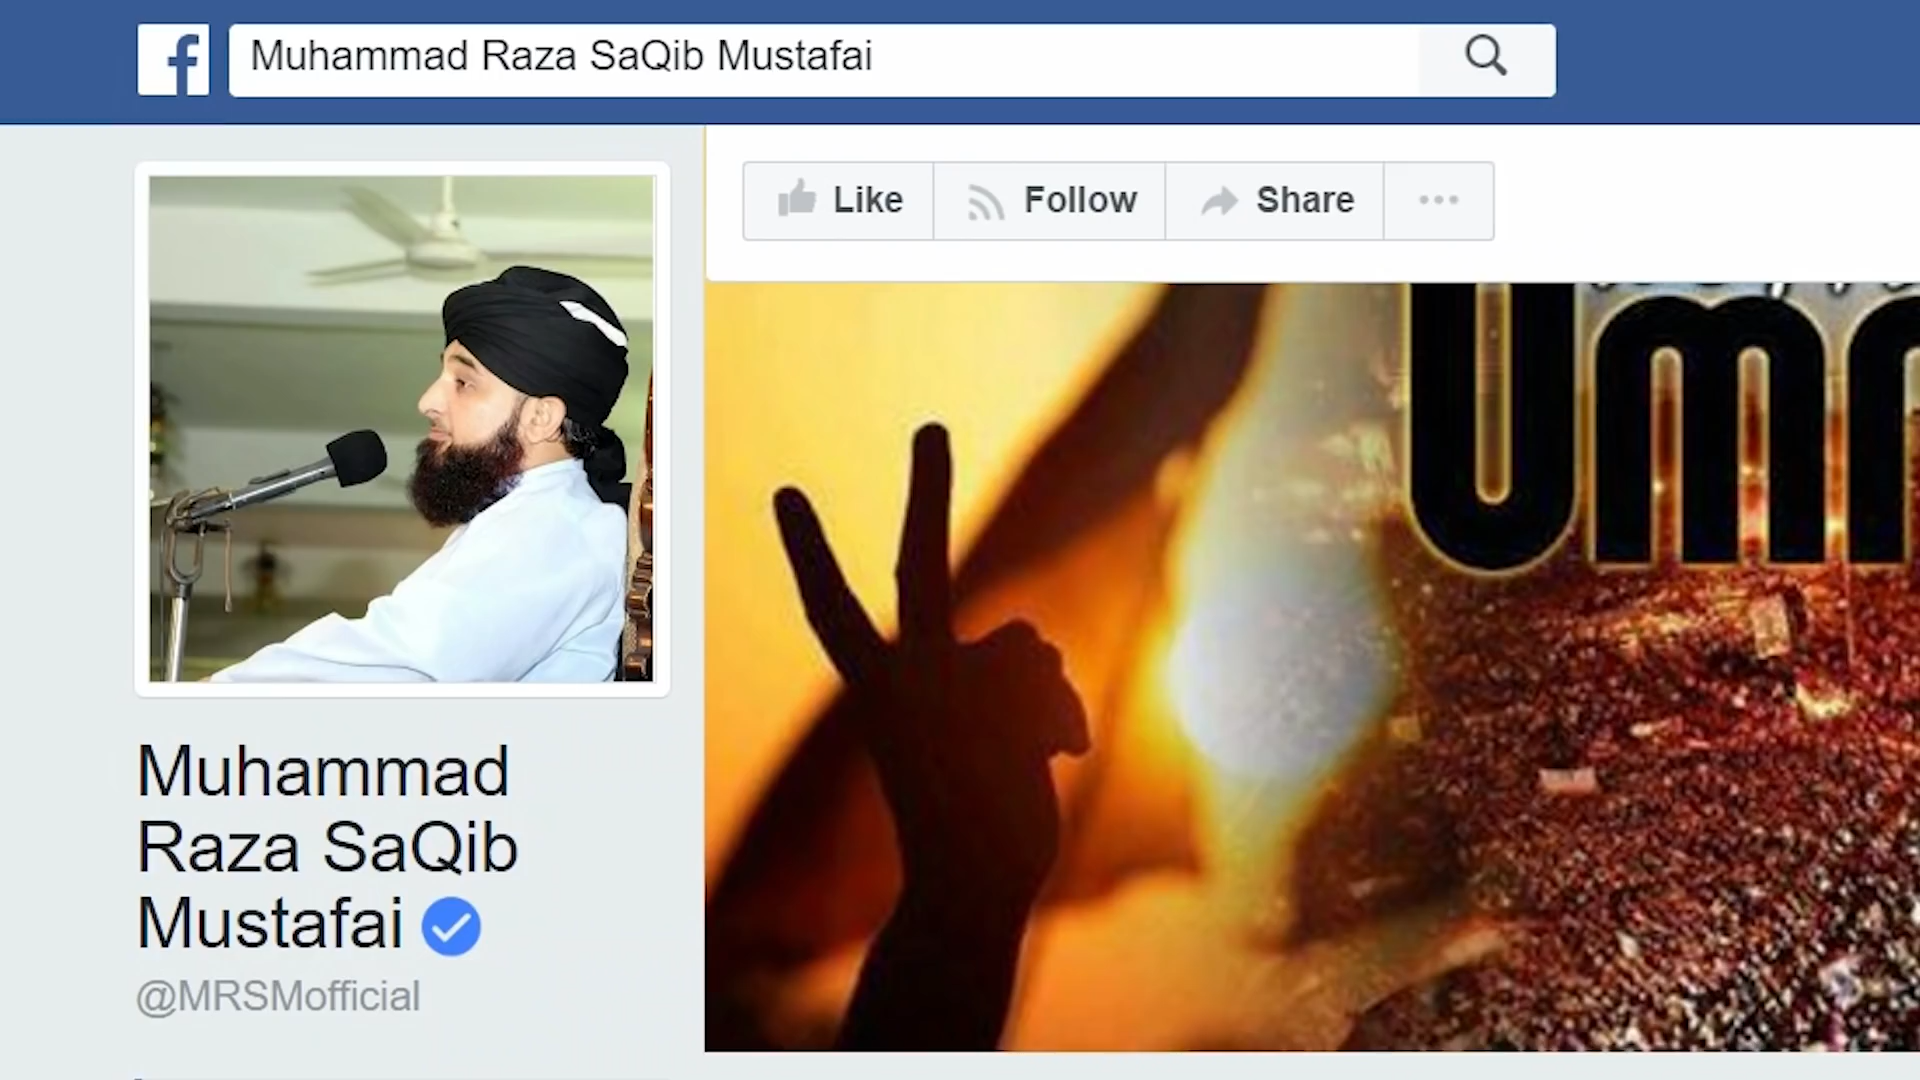 Muhammad Raza SaQib Mustafai
Like
Follow
Share
Muhammad
Raza SaQib
Mustafai
@MRSMofficial